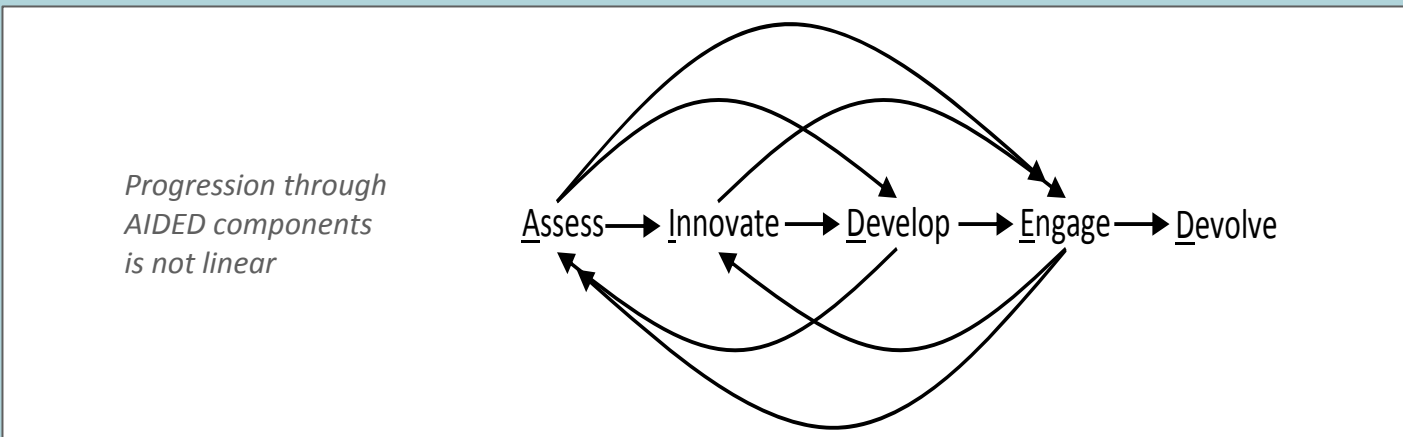 Progression through
AIDED components
is not linear
Assess Innovate Develop Engage Devolve